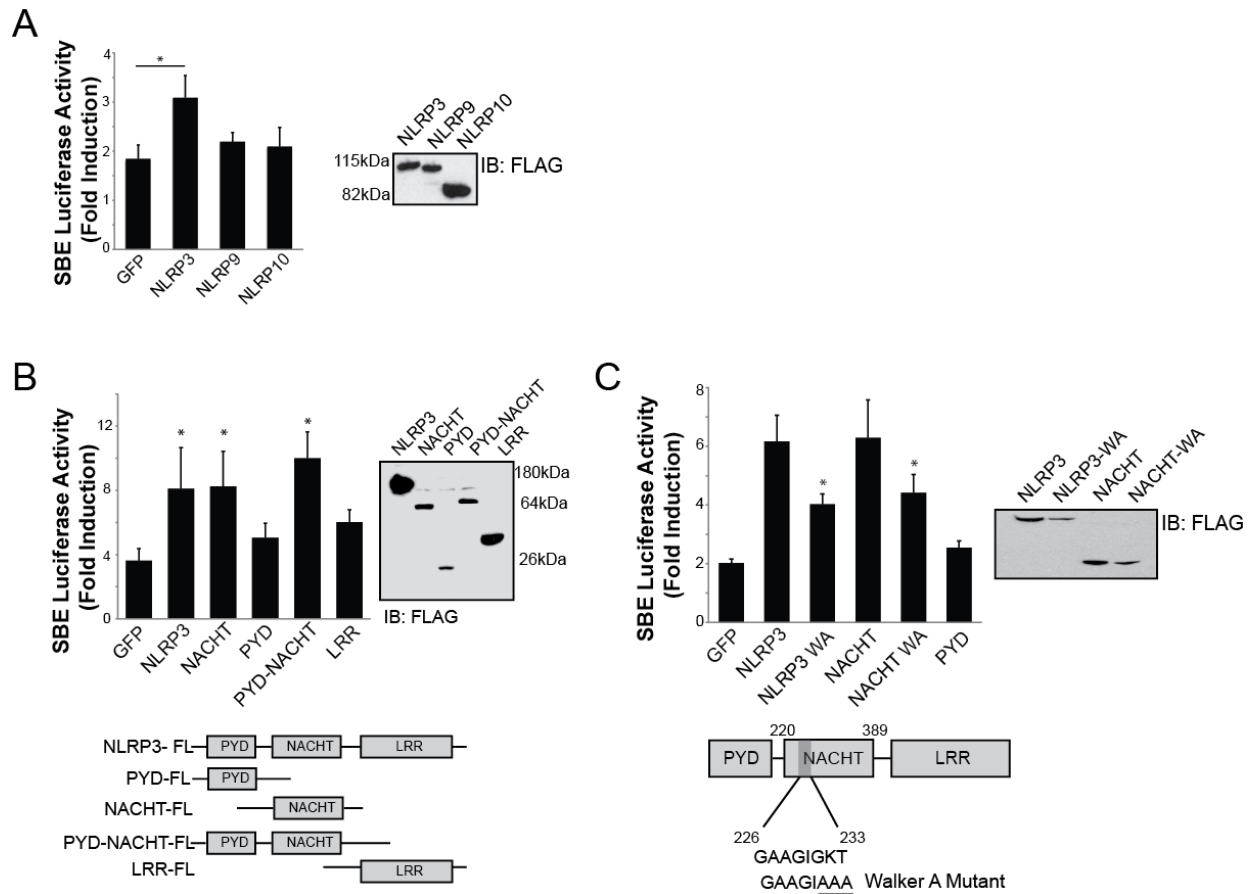 A
SBE Luciferase Activity
(Fold Induction)
4
3
2
1
0
*
GFP
NLRP3
NLRP9
NLRP10
NLRP3
NLRP9
NLRP10
115kDa
82kDa
IB: FLAG
B
SBE Luciferase Activity
(Fold Induction)
12
8
4
0
*
*
*
GFP
NLRP3
NACHT
PYD
PYD-NACHT
LRR
NLRP3
NACHT
PYD
PYD-NACHT
LRR
180kDa
64kDa
26kDa
IB: FLAG
NLRP3- FL PYD NACHT LRR
PYD-FL PYD
NACHT-FL NACHT
PYD-NACHT-FL PYD NACHT
LRR-FL LRR
C
SBE Luciferase Activity
(Fold Induction)
8
6
4
2
0
*
*
GFP
NLRP3
NLRP3 WA
NACHT
NACHT WA
PYD
NLRP3
NLRP3-WA
NACHT
NACHT-WA
IB: FLAG
220 389
PYD NACHT LRR
226 233
GAAGIGKT
GAAGIAAA Walker A Mutant